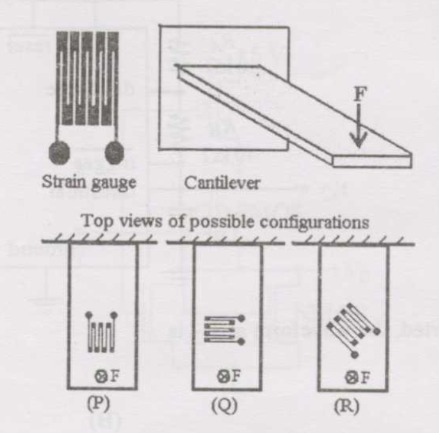 F
Strain gauge
Cantilever
Top views of possible configurations
F
F
F
(P)
(Q)
(R)